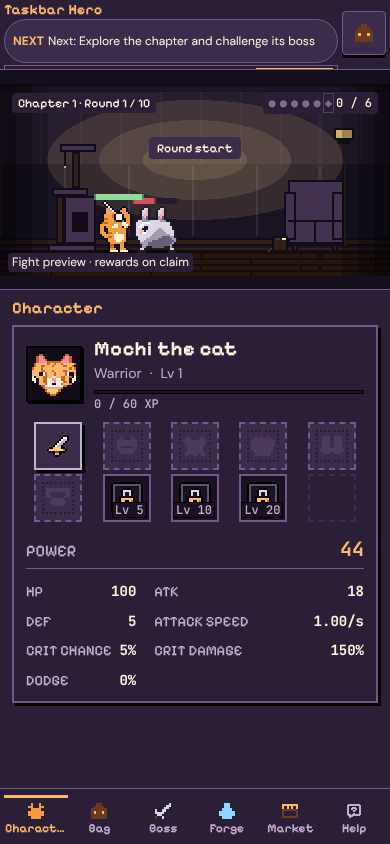 Taskbar Hero
NEXT Next: Explore the chapter and challenge its boss
Chapter 1 · Round 1 / 10
0 / 6
Round start
Fight preview · rewards on claim
Character
Mochi the cat
Warrior · Lv 1
0 / 60 XP
Lv 5
Lv 10
Lv 20
POWER 44
HP 100 ATK 18
DEF 5 ATTACK SPEED 1.00/s
CRIT CHANCE 5% CRIT DAMAGE 150%
DODGE 0%
Charact... Bag Boss Forge Market Help